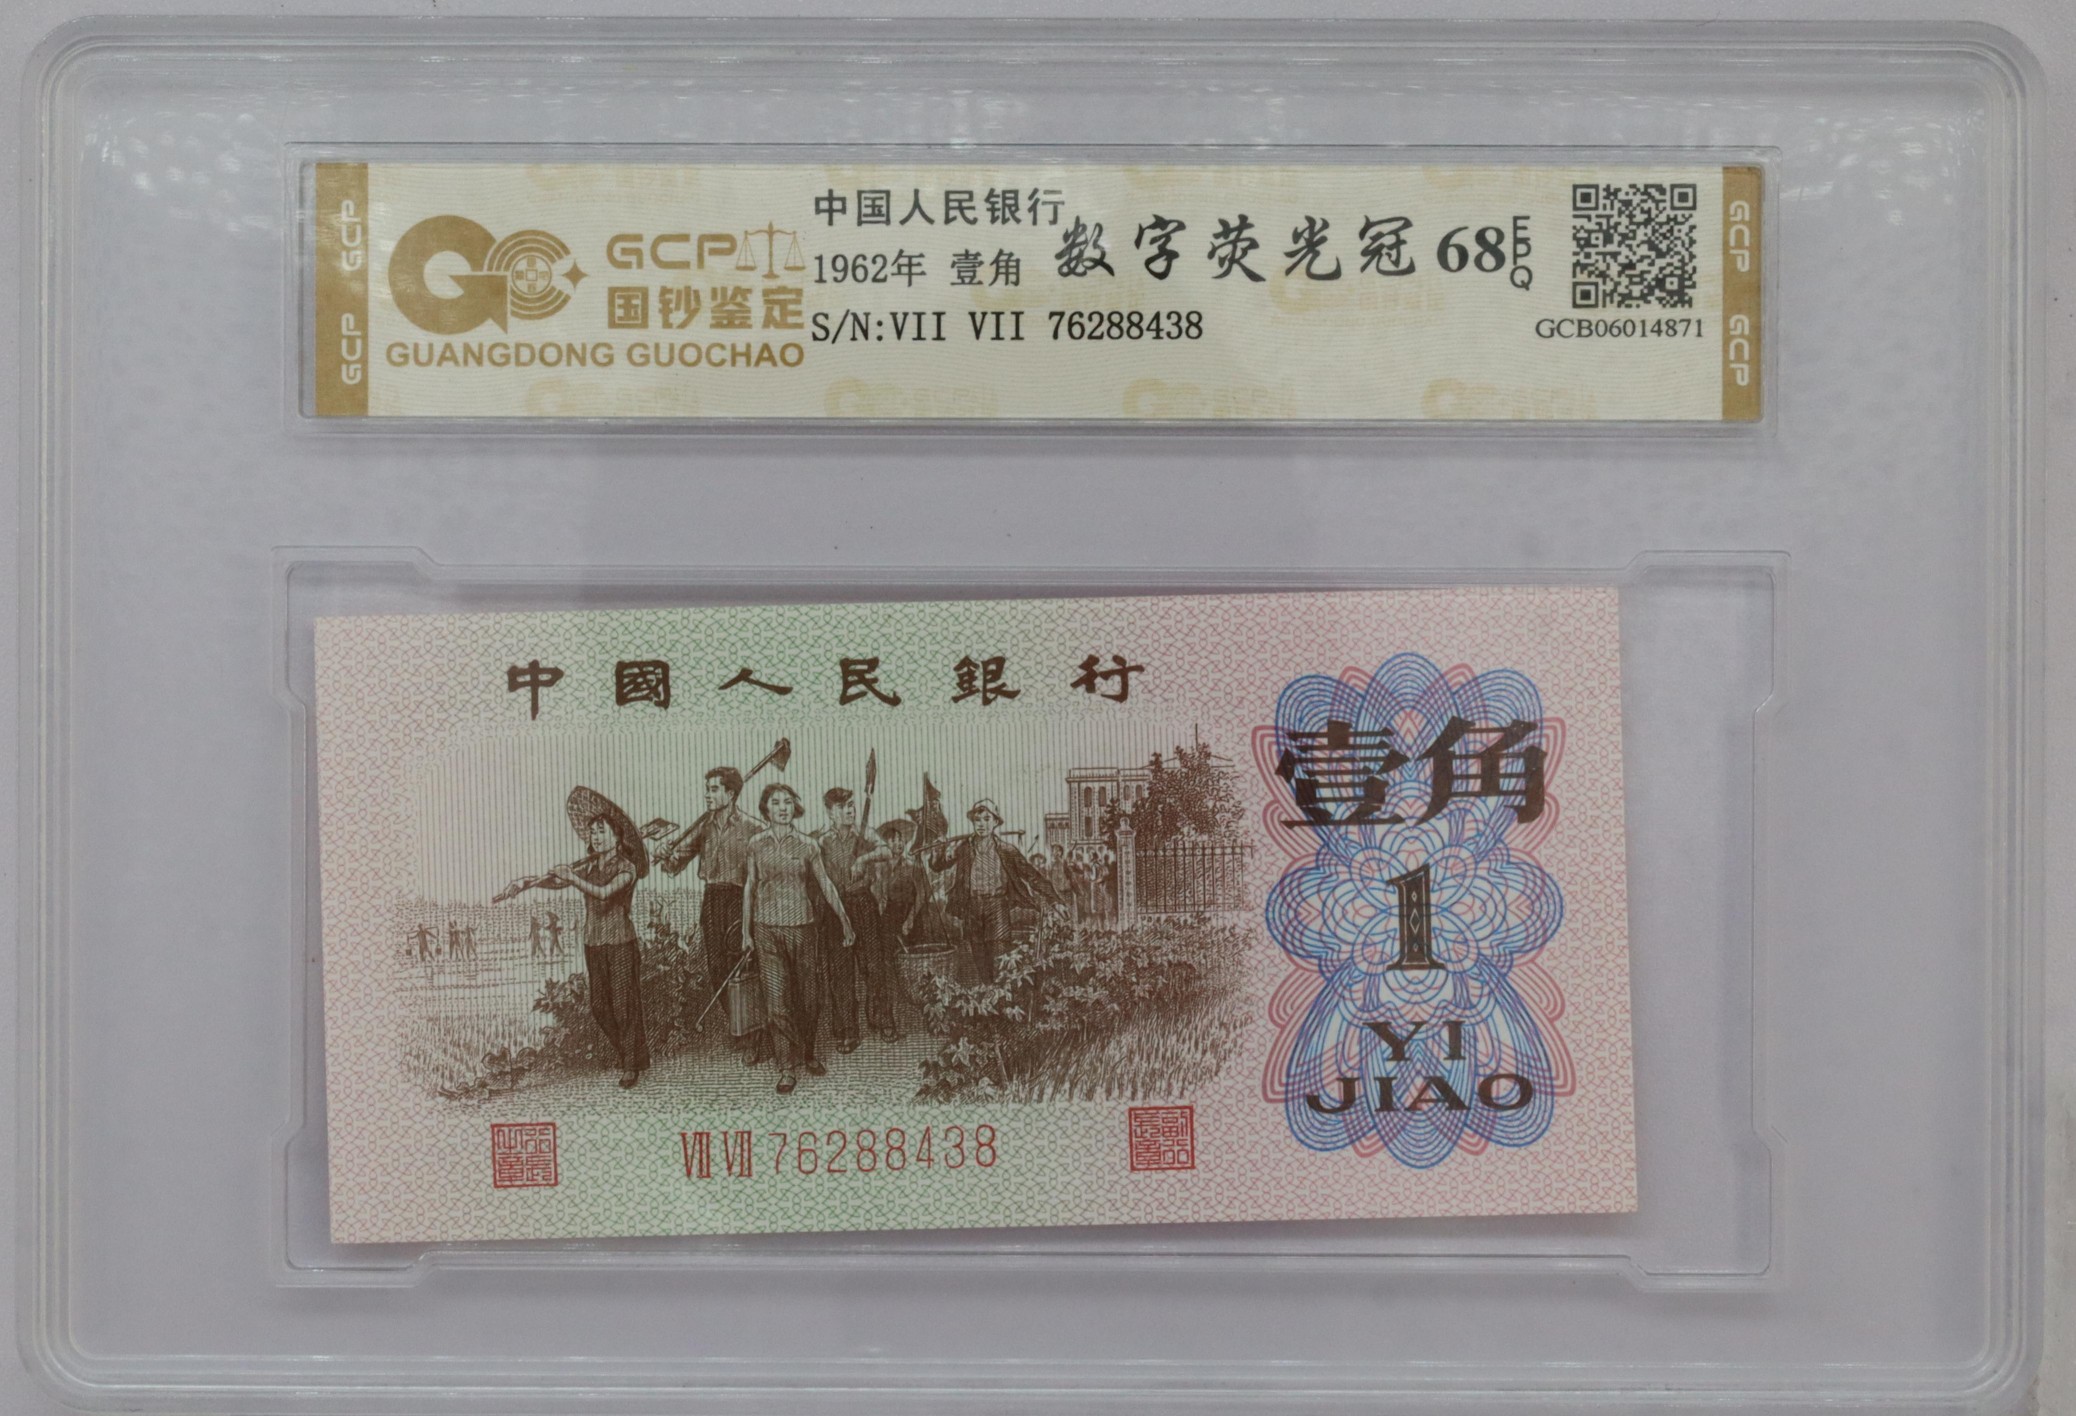 GCP GCP
GCP
国钞鉴定
GUANGDONG GUOCHAO
中国人民银行
1962年 壹角
S/N:VII VII 76288438
数字荧光冠 68 EPQ
GCB06014871
GCP GCP
中國人民銀行
壹角
1
YI
JIAO
VII VII 76288438